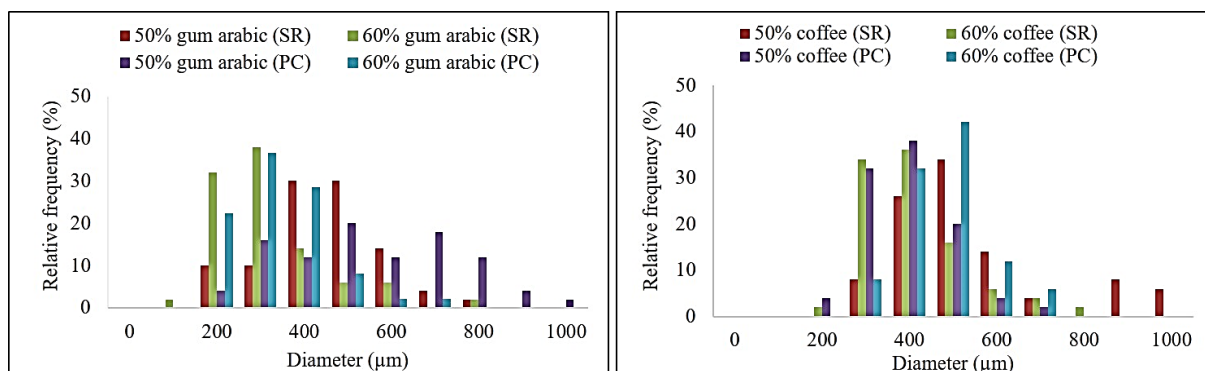 50% gum arabic (SR) 60% gum arabic (SR)
50% gum arabic (PC) 60% gum arabic (PC)
Relative frequency (%)
50
40
30
20
10
0
0 200 400 600 800 1000
Diameter (µm)
50% coffee (SR) 60% coffee (SR)
50% coffee (PC) 60% coffee (PC)
Relative frequency (%)
50
40
30
20
10
0
0 200 400 600 800 1000
Diameter (µm)